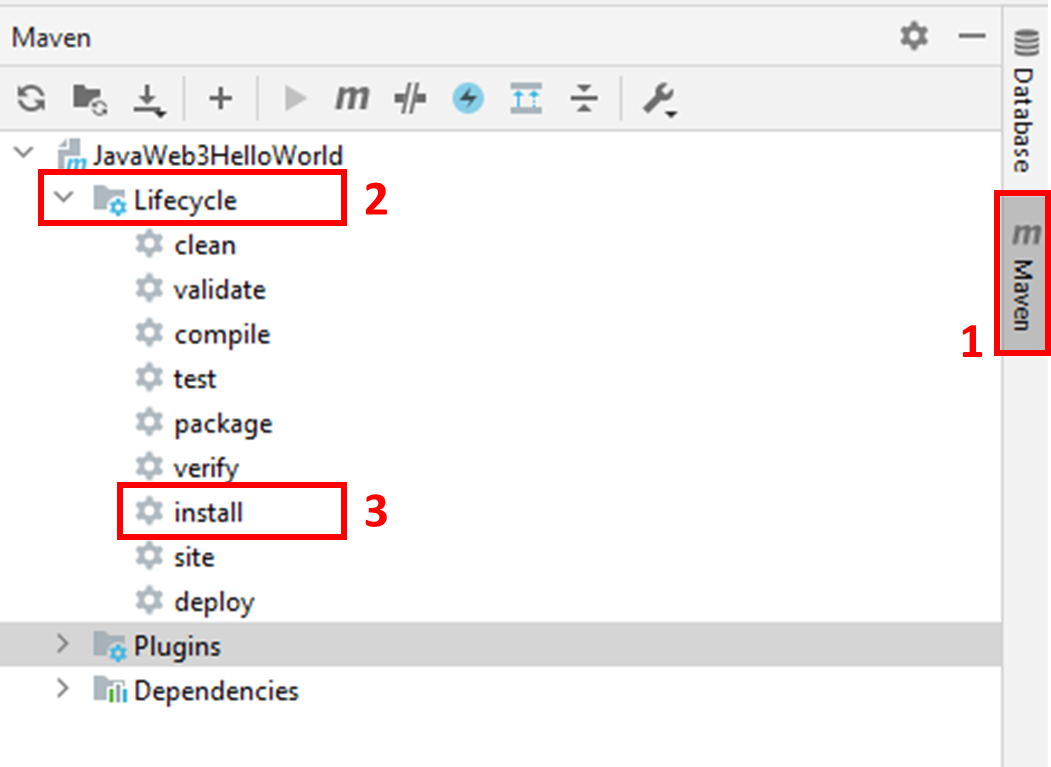 Maven
Database
JavaWeb3HelloWorld
Lifecycle 2
clean
m Maven
validate
1
compile
test
package
verify
install 3
site
deploy
Plugins
Dependencies